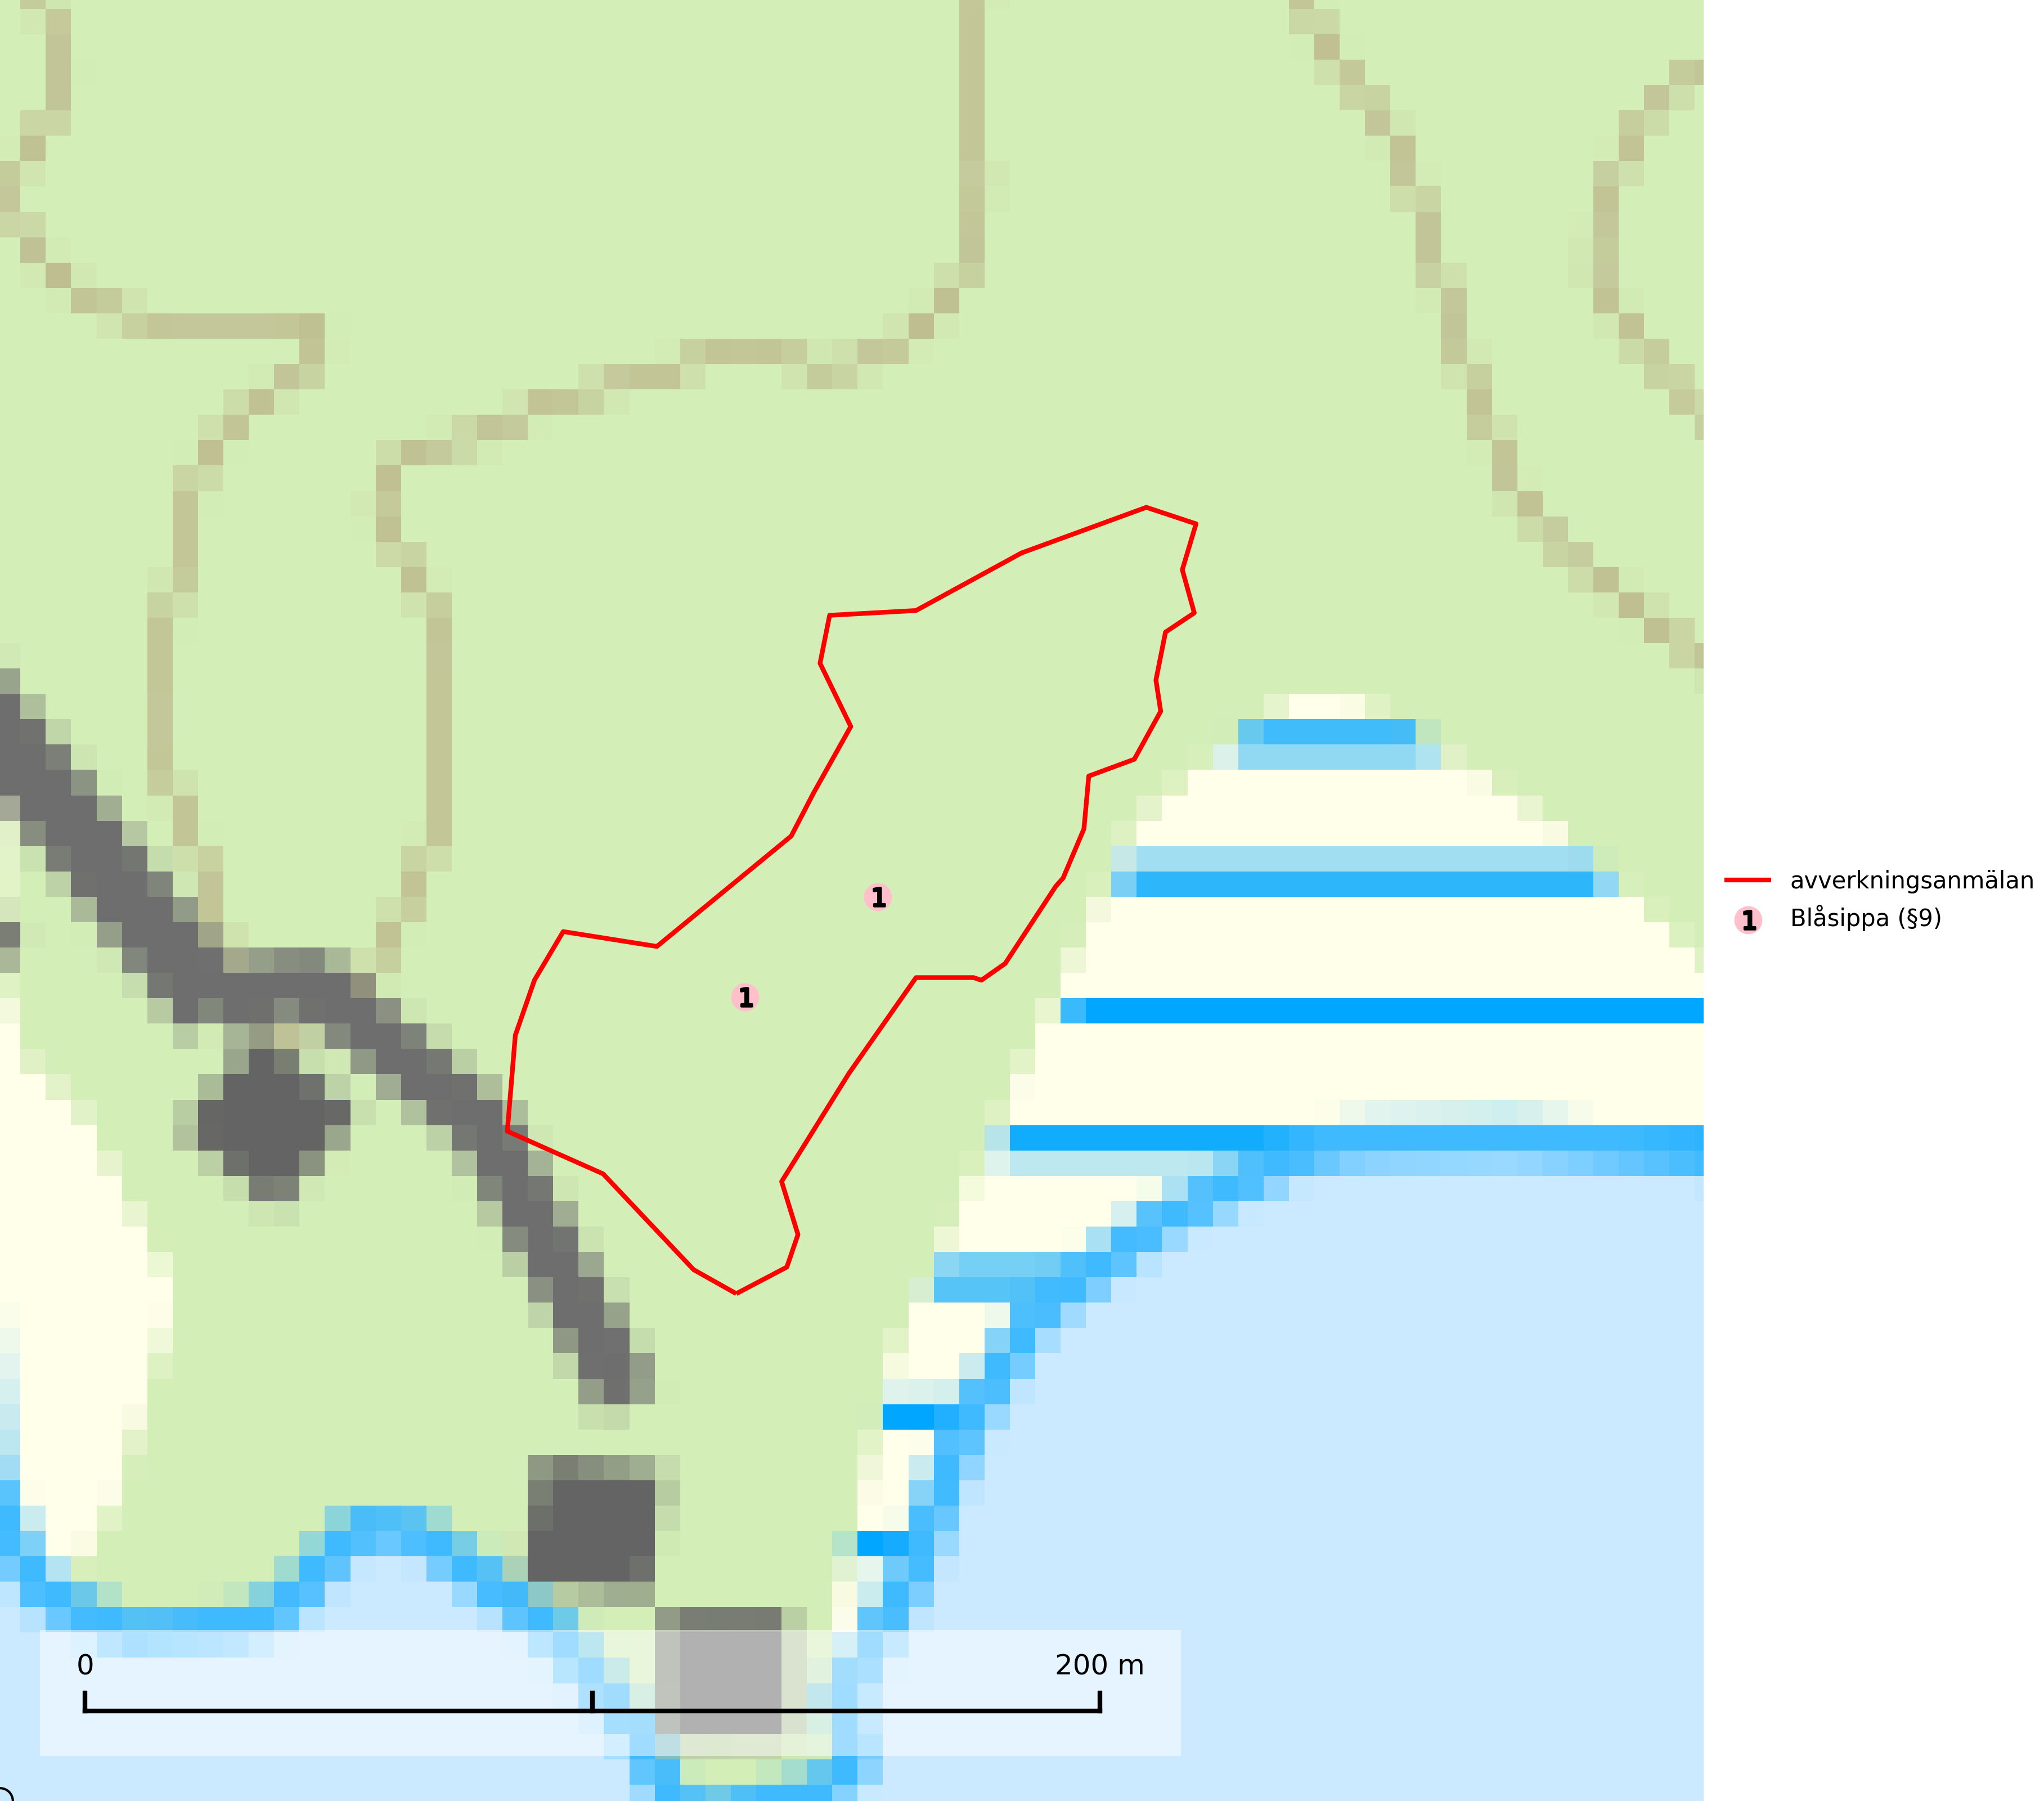 1
1
avverkningsanmälan
1 Blåsippa (§9)
0 200 m